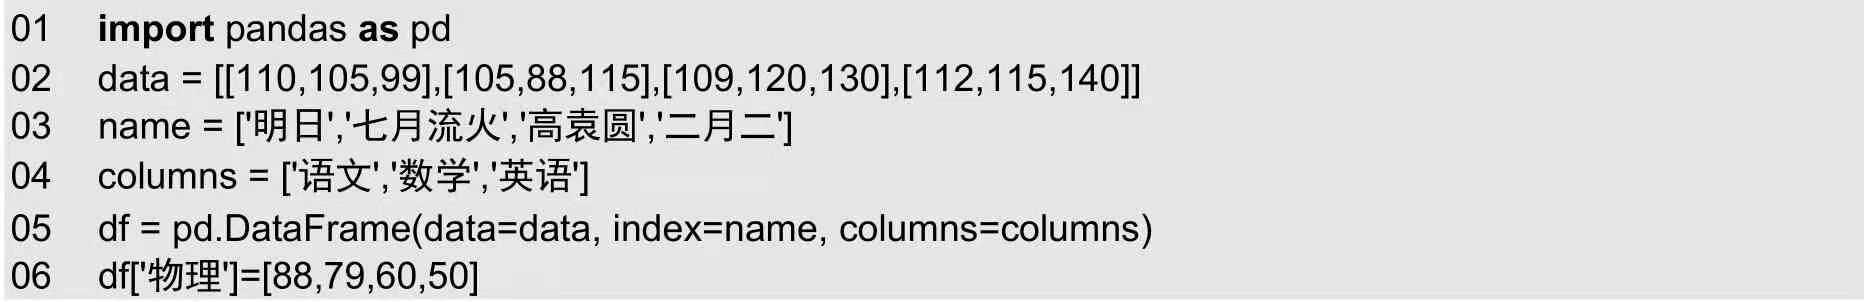 01 import pandas as pd
02 data = [[110,105,99],[105,88,115],[109,120,130],[112,115,140]]
03 name = ['明日','七月流火','高袁圆','二月二']
04 columns = ['语文','数学','英语']
05 df = pd.DataFrame(data=data, index=name, columns=columns)
06 df['物理']=[88,79,60,50]